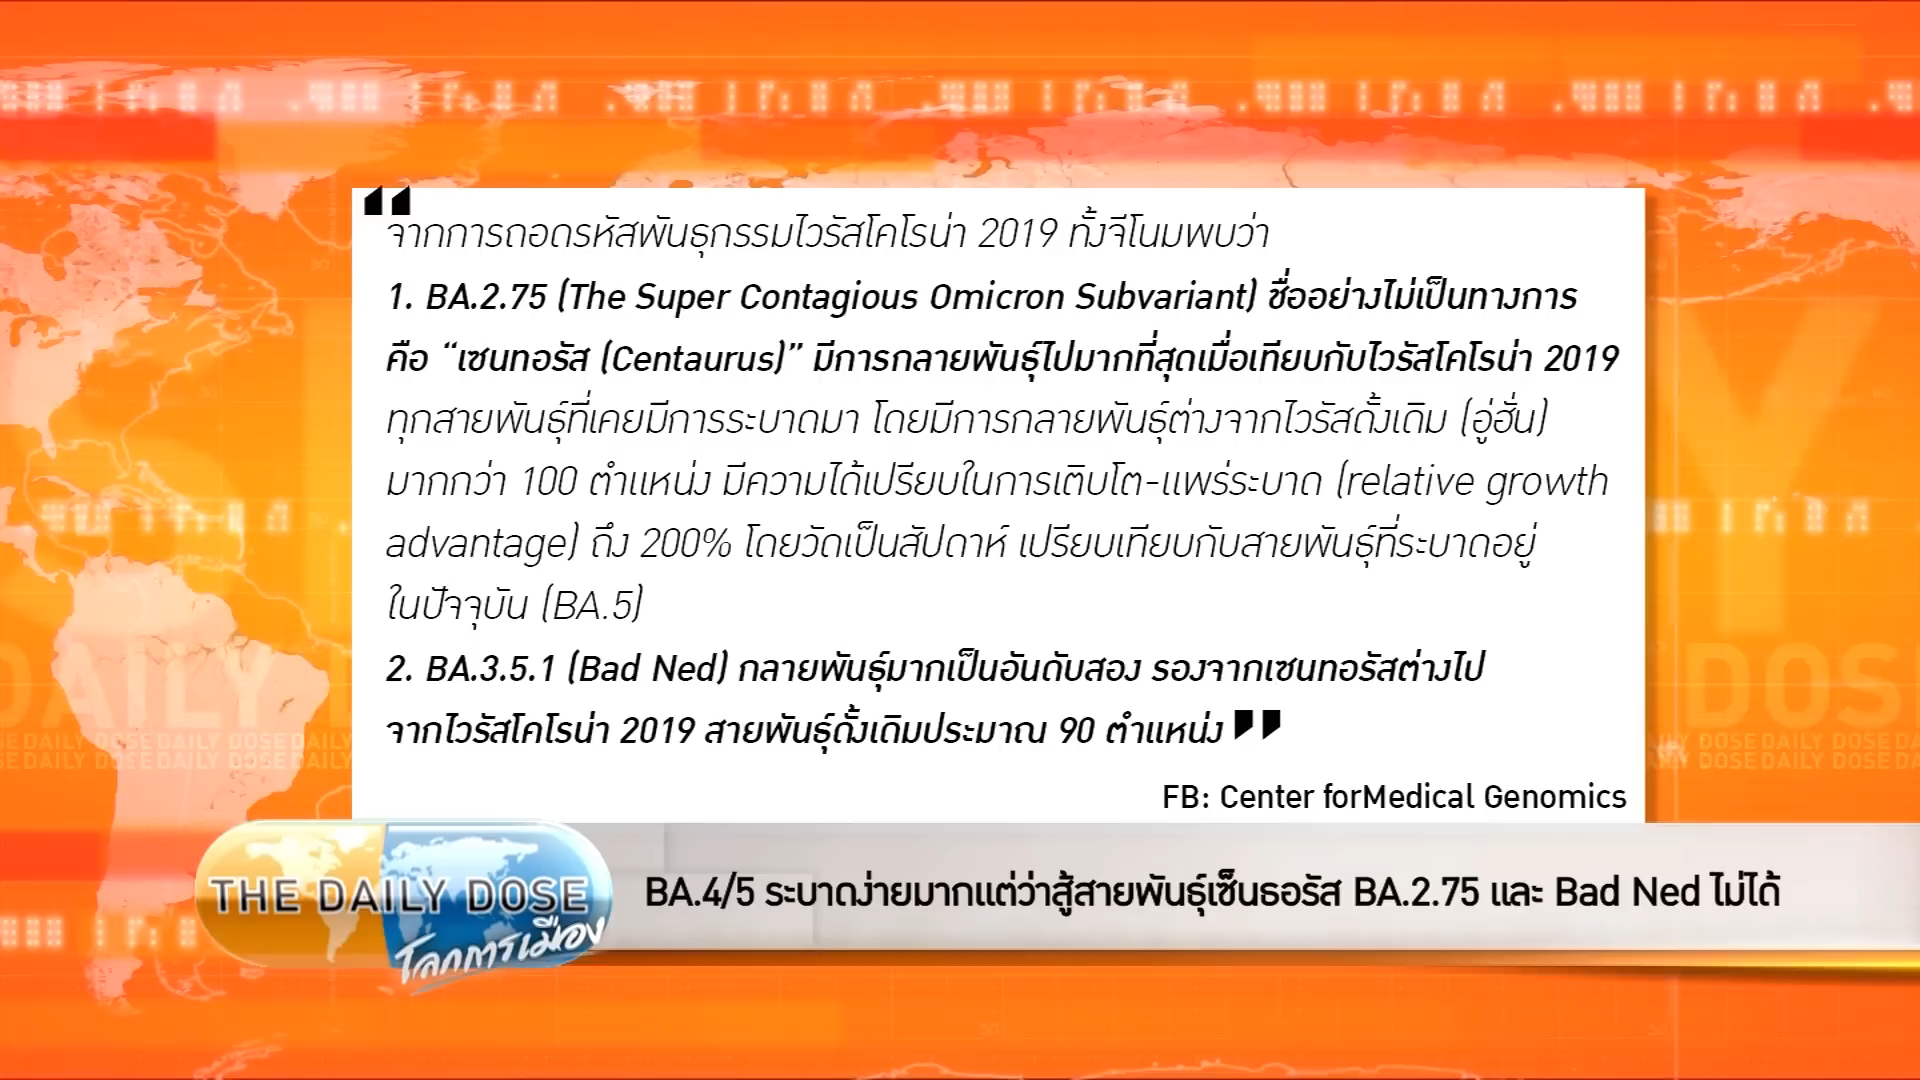 “
จากการถอดรหัสพันธุกรรมไวรัสโคโรน่า 2019 ทั้งจีโนมพบว่า
1. BA.2.75 (The Super Contagious Omicron Subvariant) ชื่ออย่างไม่เป็นทางการ
คือ “เซนทอรัส (Centaurus)” มีการกลายพันธุ์ไปมากที่สุดเมื่อเทียบกับไวรัสโคโรน่า 2019
ทุกสายพันธุ์ที่เคยมีการระบาดมา โดยมีการกลายพันธุ์ต่างจากไวรัสดั้งเดิม (อู่ฮั่น)
มากกว่า 100 ตำแหน่ง มีความได้เปรียบในการเติบโต-แพร่ระบาด (relative growth
advantage) ถึง 200% โดยวัดเป็นสัปดาห์ เปรียบเทียบกับสายพันธุ์ที่ระบาดอยู่
ในปัจจุบัน (BA.5)
2. BA.3.5.1 (Bad Ned) กลายพันธุ์มากเป็นอันดับสอง รองจากเซนทอรัสต่างไป
จากไวรัสโคโรน่า 2019 สายพันธุ์ดั้งเดิมประมาณ 90 ตำแหน่ง ”
FB: Center forMedical Genomics
THE DAILY DOSE
โลกการเมือง
BA.4/5 ระบาดง่ายมากแต่ว่าสู้สายพันธุ์เซ็นธอรัส BA.2.75 และ Bad Ned ไม่ได้